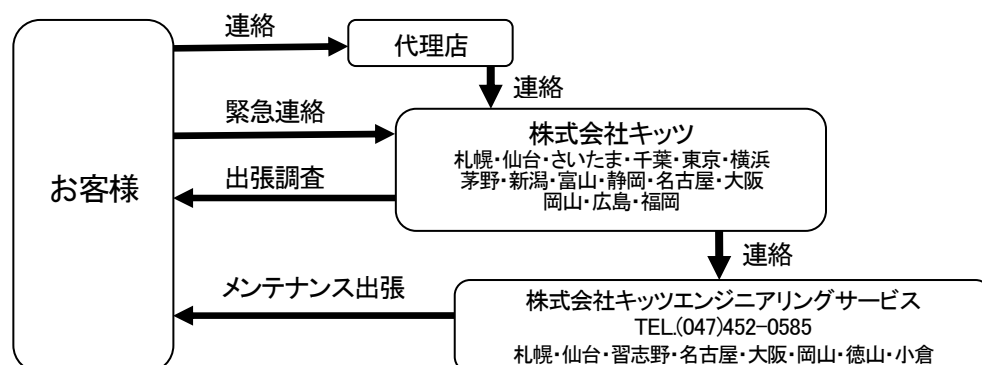 連絡
代理店
連絡
緊急連絡
株式会社キッツ
札幌・仙台・さいたま・千葉・東京・横浜
茅野・新潟・富山・静岡・名古屋・大阪
岡山・広島・福岡
お客様
出張調査
連絡
メンテナンス出張
株式会社キッツエンジニアリングサービス
TEL.(047)452-0585
札幌・仙台・習志野・名古屋・大阪・岡山・徳山・小倉